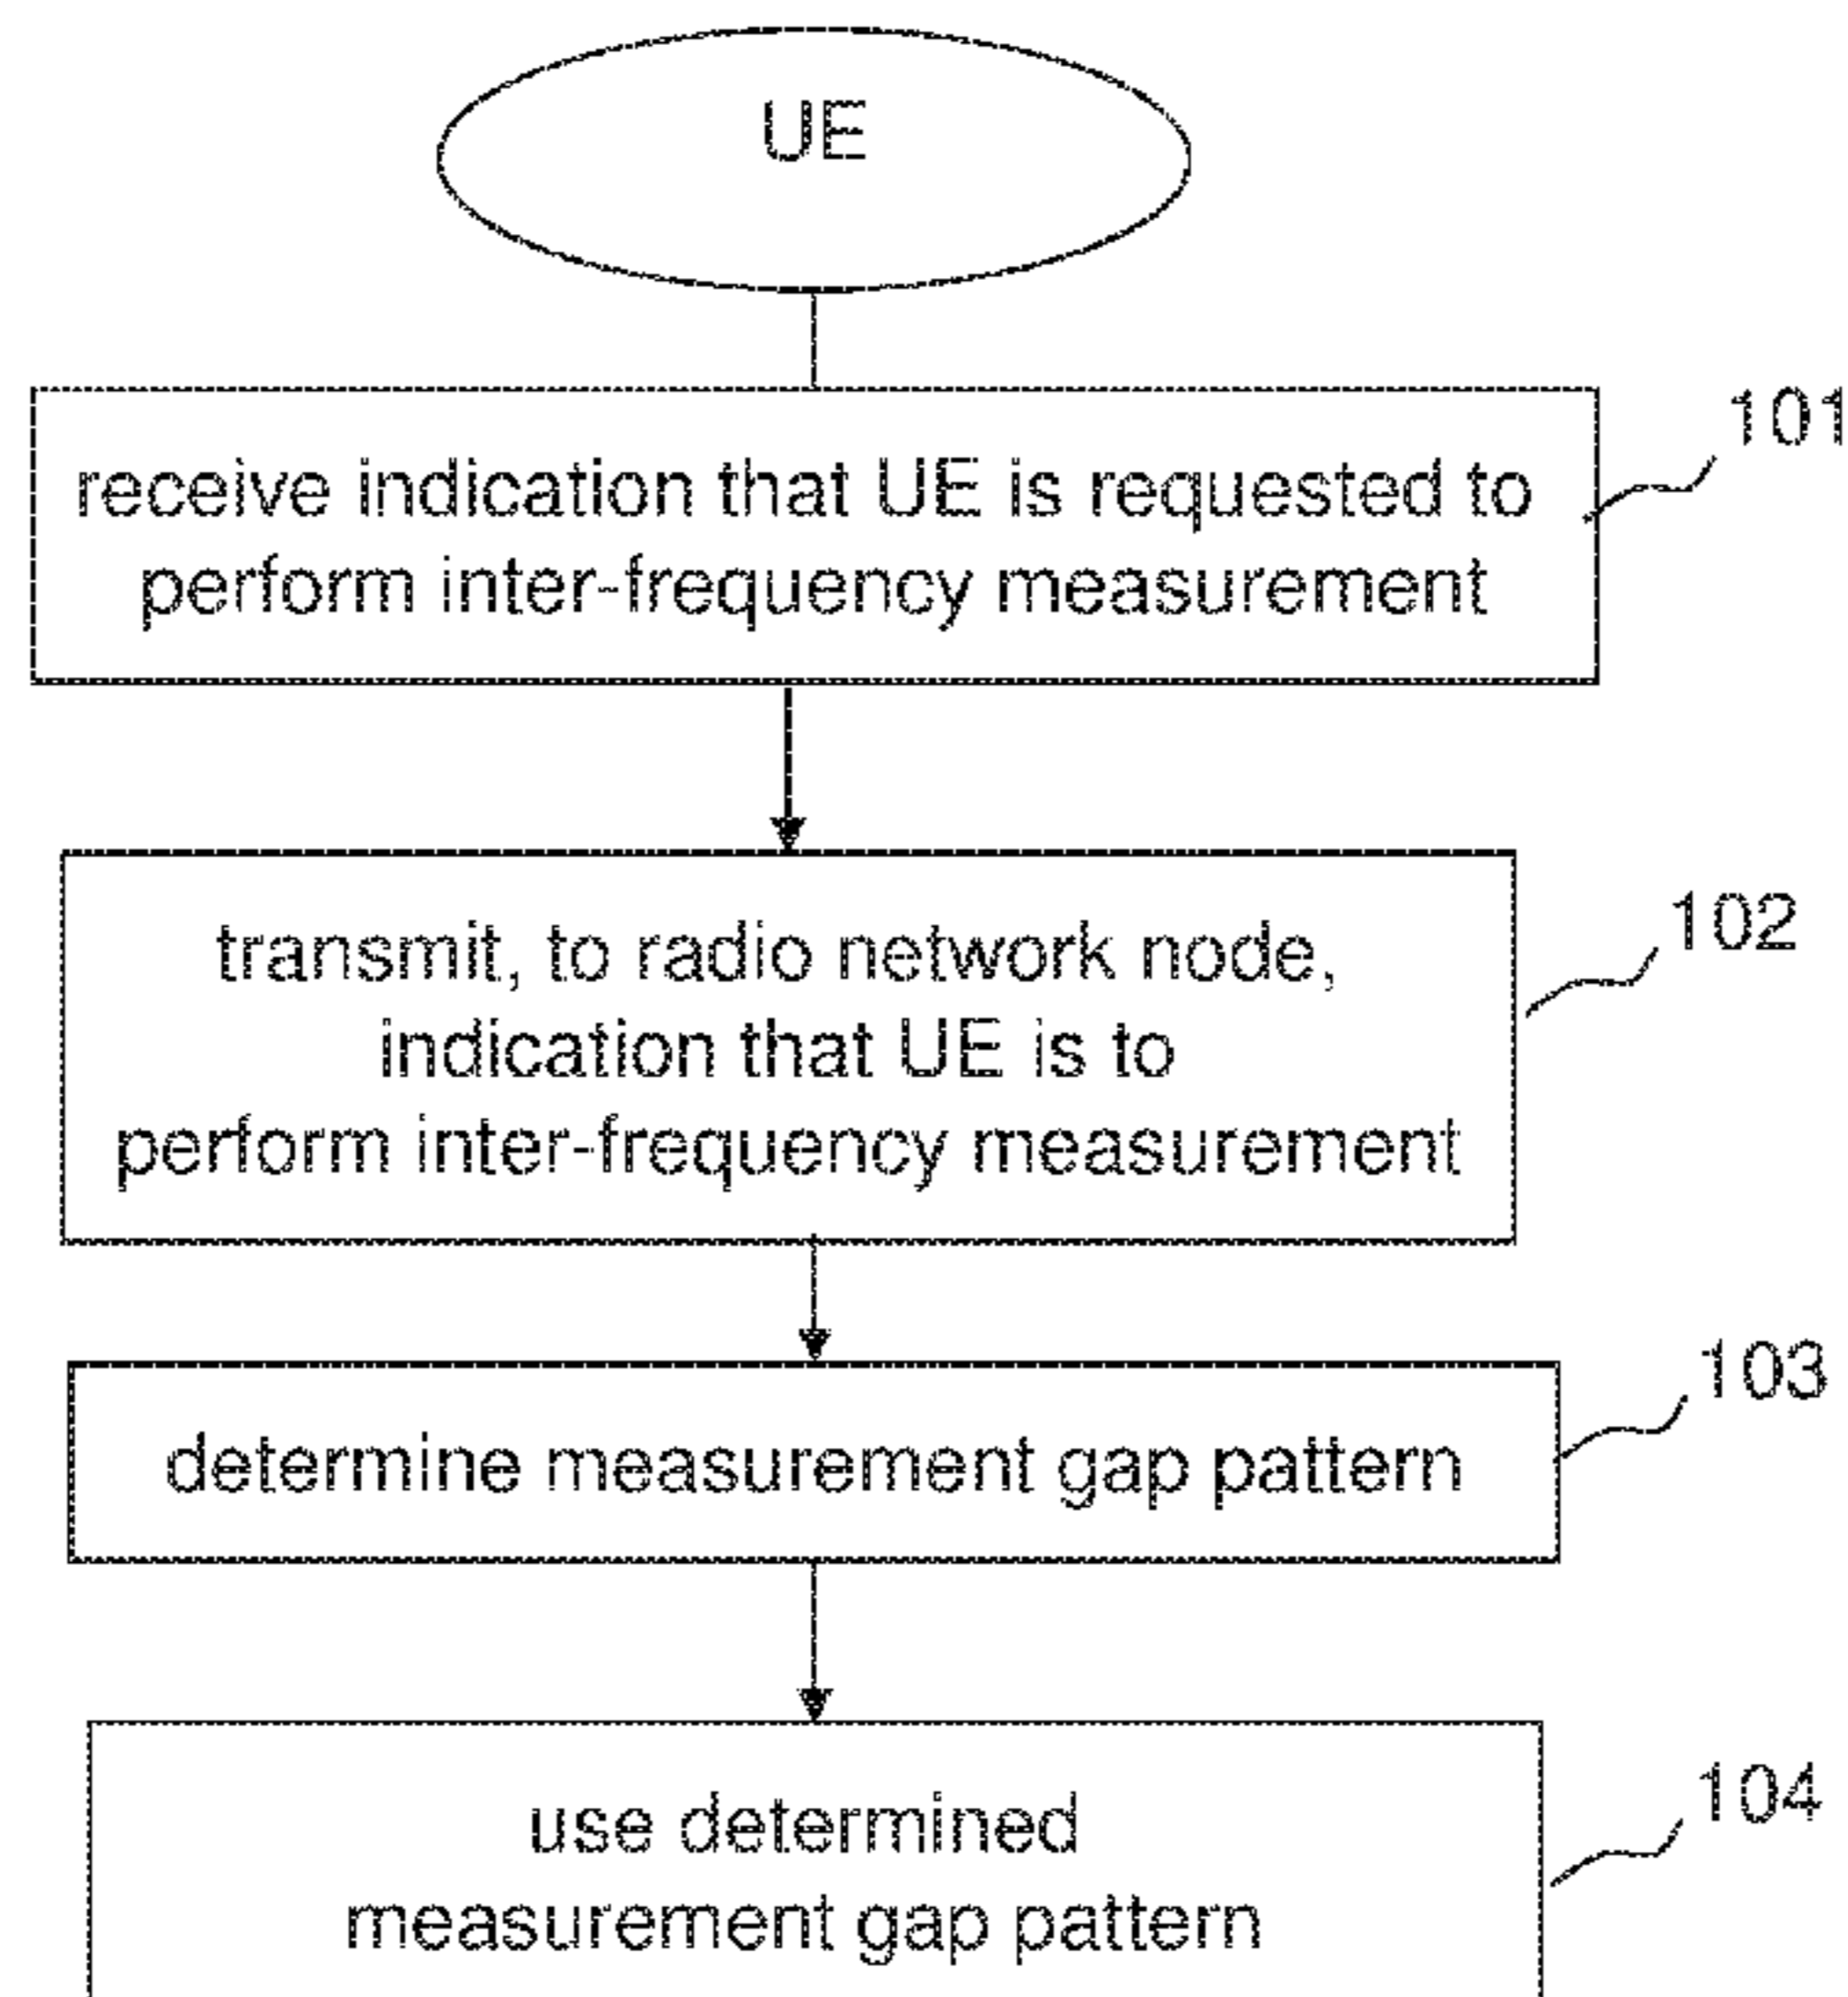 UE
101
receive indication that UE is requested to
perform inter-frequency measurement
102
transmit, to radio network node,
indication that UE is to
perform inter-frequency measurement
103
determine measurement gap pattern
104
use determined
measurement gap pattern